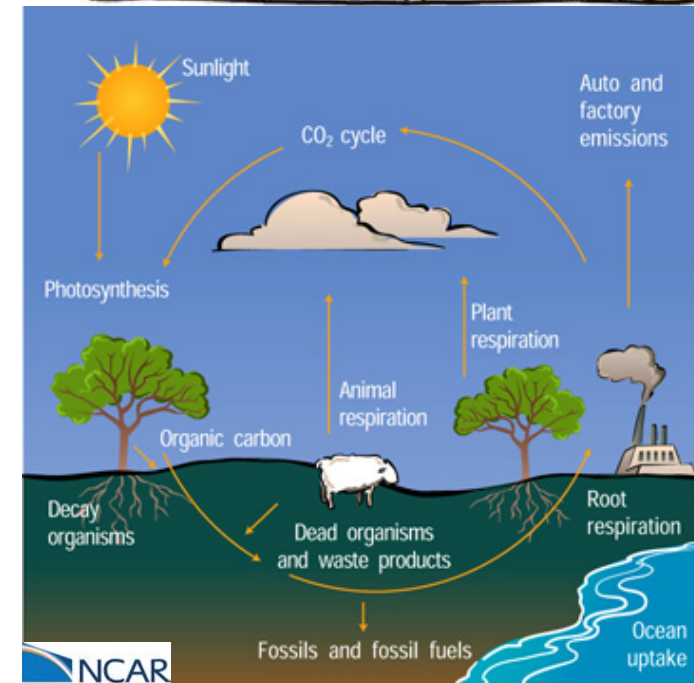 Sunlight
Auto and
factory
emissions
CO₂ cycle
Photosynthesis
Plant
respiration
Animal
respiration
Organic carbon
Decay
organisms
Dead organisms
and waste products
Root
respiration
Fossils and fossil fuels
Ocean
uptake
NCAR